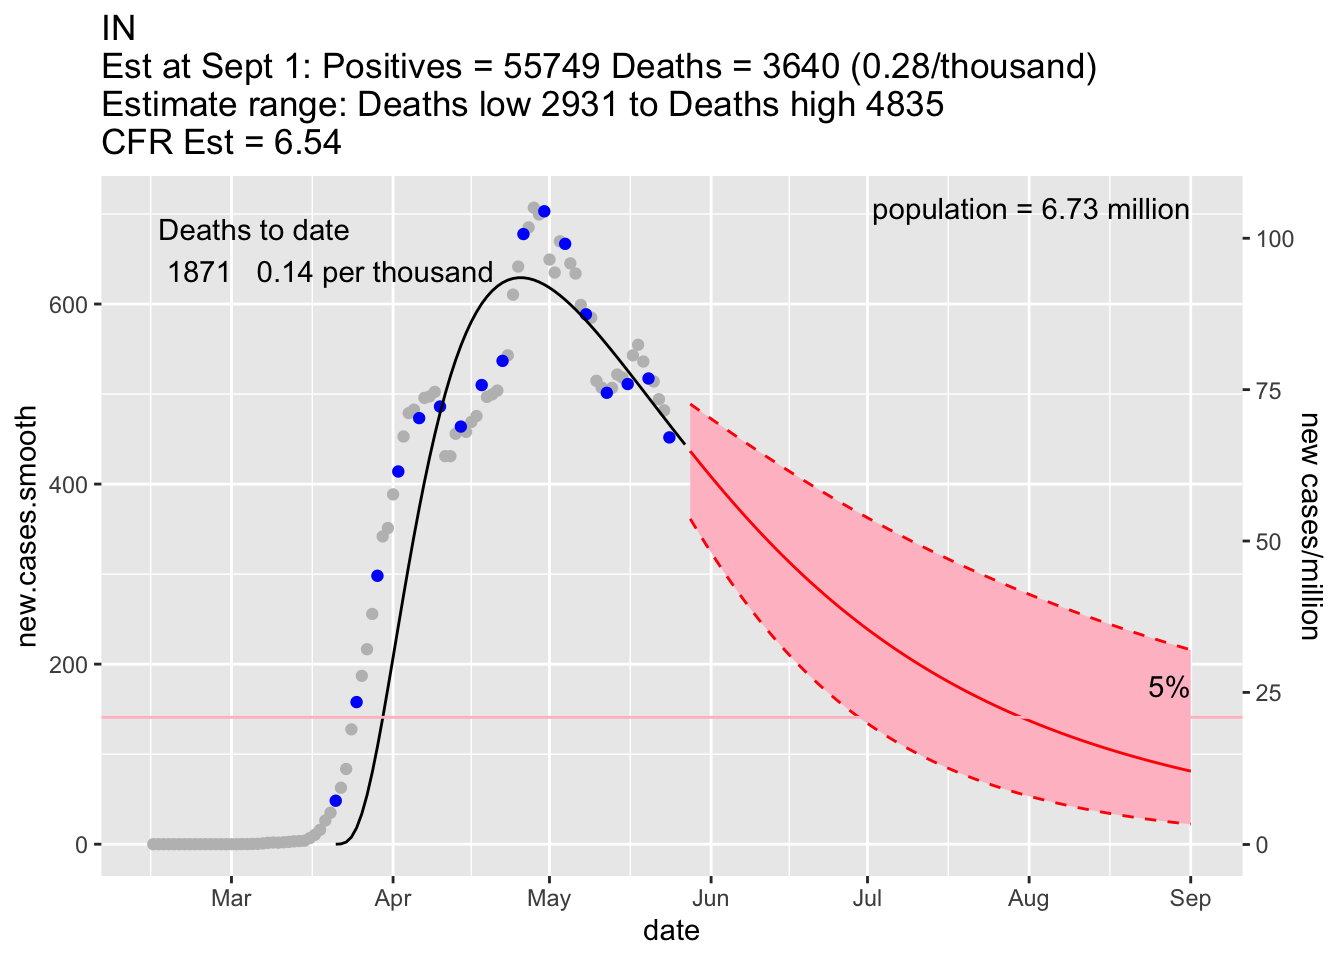 IN
Est at Sept 1: Positives = 55749 Deaths = 3640 (0.28/thousand)
Estimate range: Deaths low 2931 to Deaths high 4835
CFR Est = 6.54
population = 6.73 million
Deaths to date
1871 0.14 per thousand
5%
new.cases.smooth
600
400
200
0
100
75
50
25
0
new cases/million
Mar Apr May Jun Jul Aug Sep
date